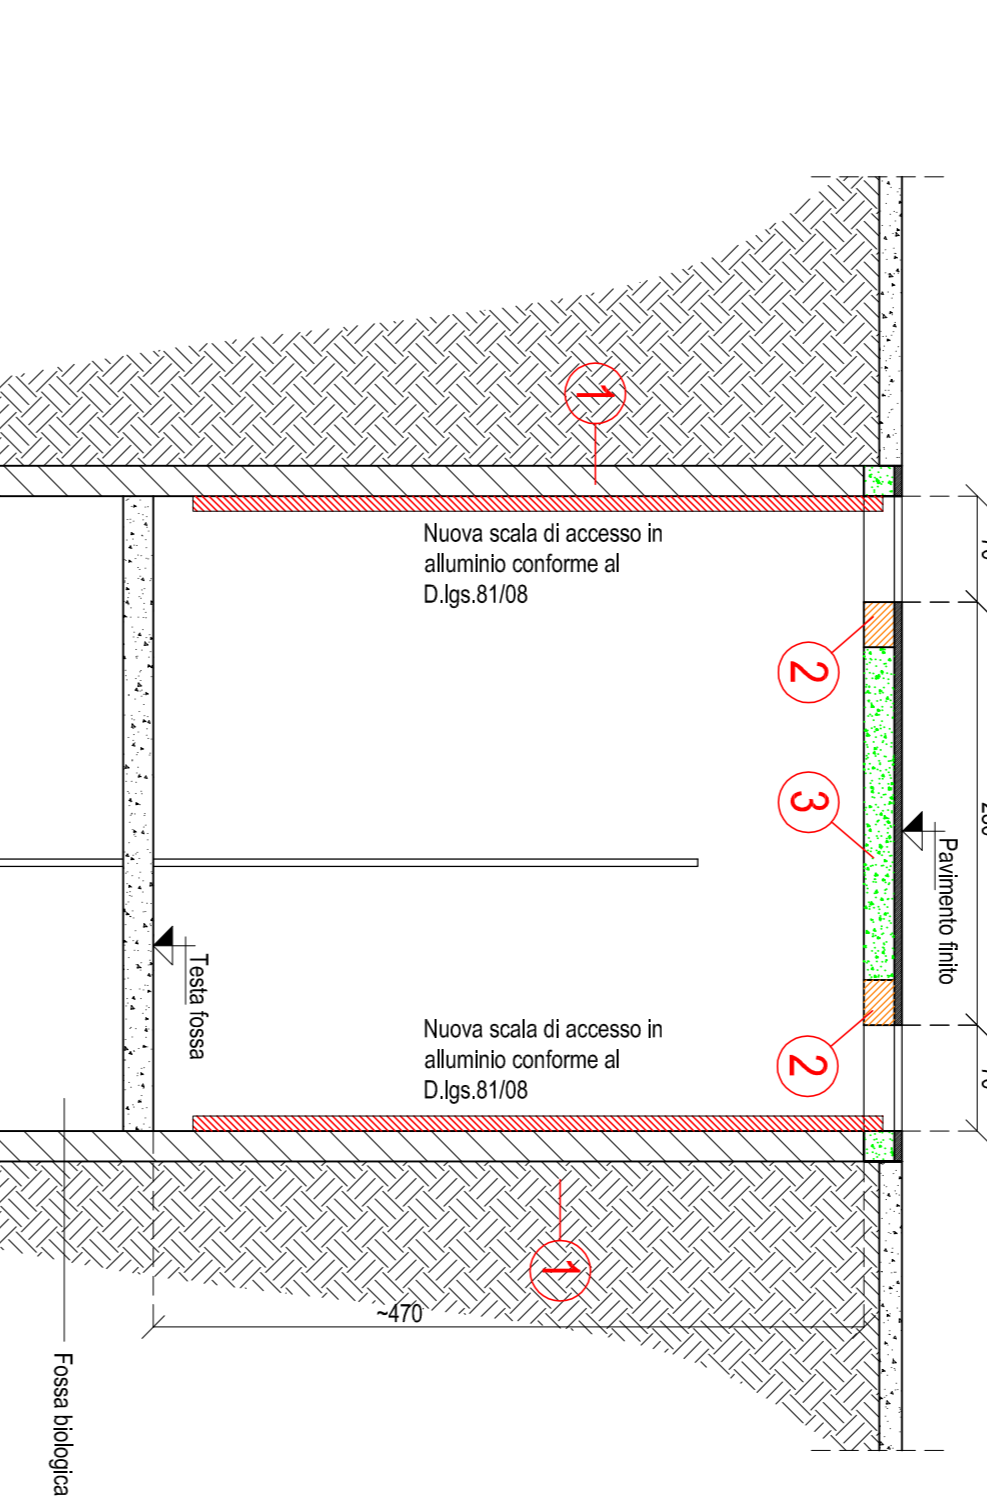 1
Nuova scala di accesso in
alluminio conforme al
D.lgs.81/08
2
3
Pavimento finito
Testa fossa
Nuova scala di accesso in
alluminio conforme al
D.lgs.81/08
2
1
~470
Fossa biologica